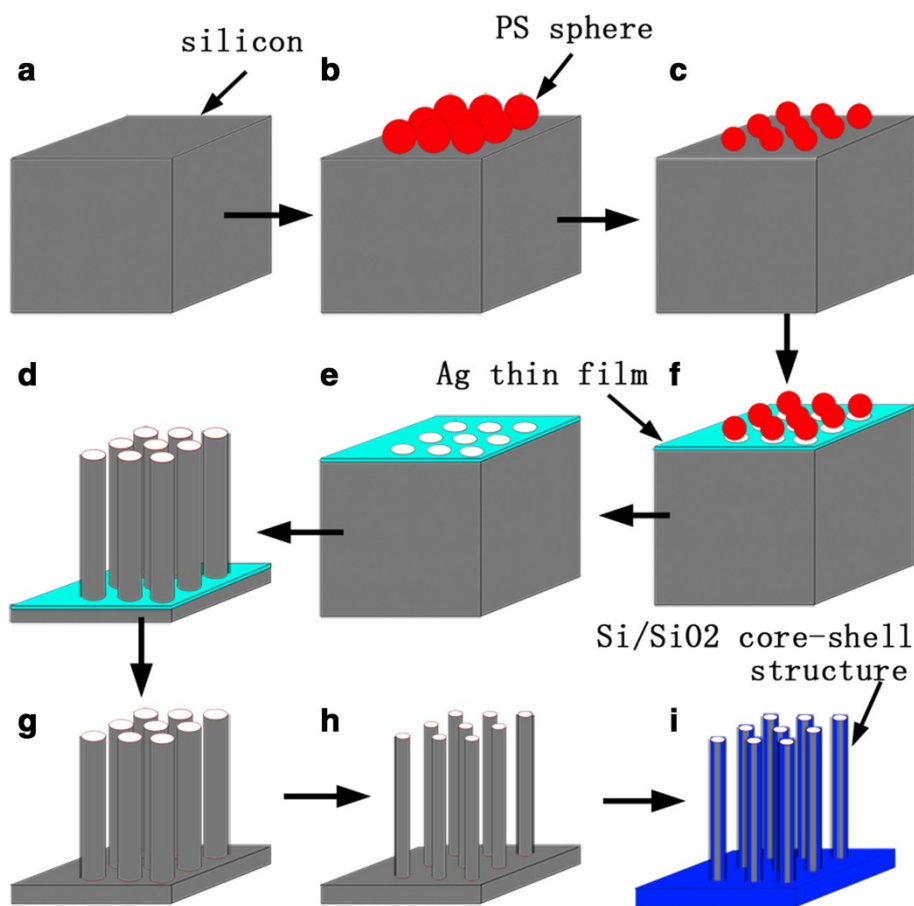 silicon
PS sphere
a
b
c
d
e
Ag thin film
f
Si/SiO2 core-shell
structure
g
h
i